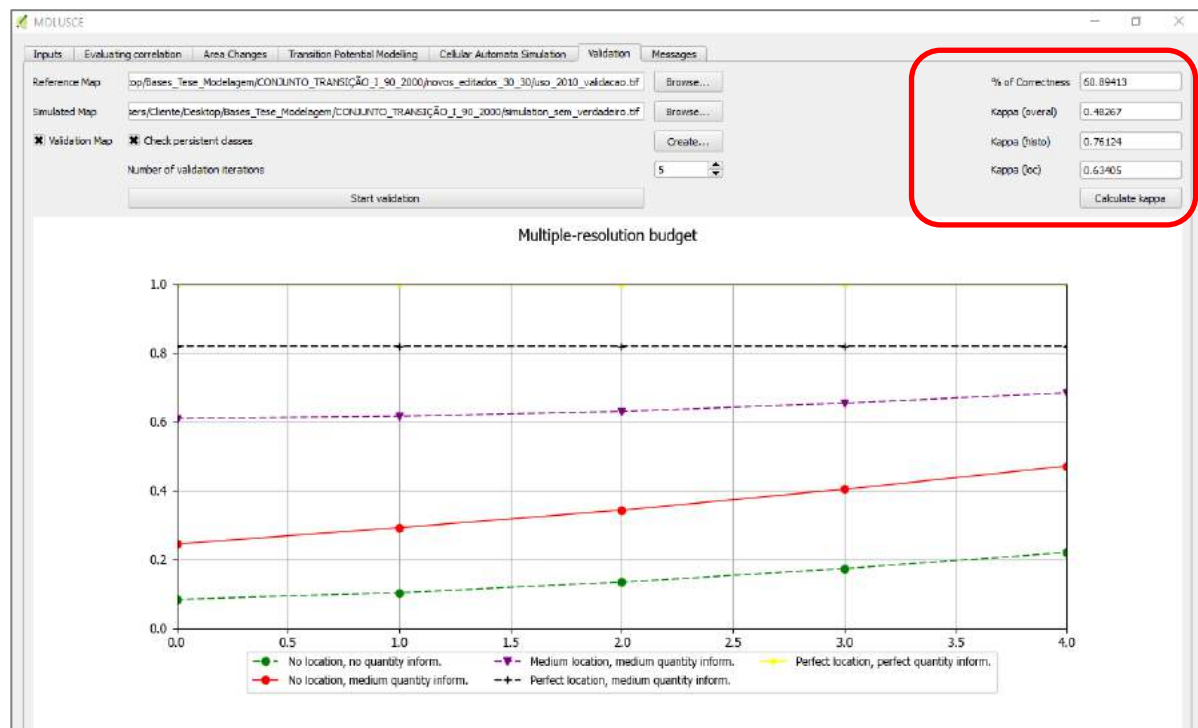 MOLUSCE
Inputs Evaluating correlation Area Changes Transition Potential Modelling Cellular Automata Simulation Validation Messages
Reference Map op/Bases_Tese_Modelagem/CONJUNTO_TRANSIÇÃO_I_90_2000/novos_editados_30_30/uso_2010_validacao.tif Browse... % of Correctness 60.89413
Simulated Map sers/Cliente/Desktop/Bases_Tese_Modelagem/CONJUNTO_TRANSIÇÃO_I_90_2000/simulation_sem_verdadeiro.tif Browse... Kappa (overal) 0.48267
Validation Map Check persistent classes Create... Kappa (histo) 0.76124
Number of validation iterations 5 Kappa (loc) 0.63405
Start validation Calculate kappa
Multiple-resolution budget
1.0
0.8
0.6
0.4
0.2
0.0
0.0 0.5 1.0 1.5 2.0 2.5 3.0 3.5 4.0
No location, no quantity inform. Medium location, medium quantity inform. Perfect location, perfect quantity inform.
No location, medium quantity inform. Perfect location, medium quantity inform.